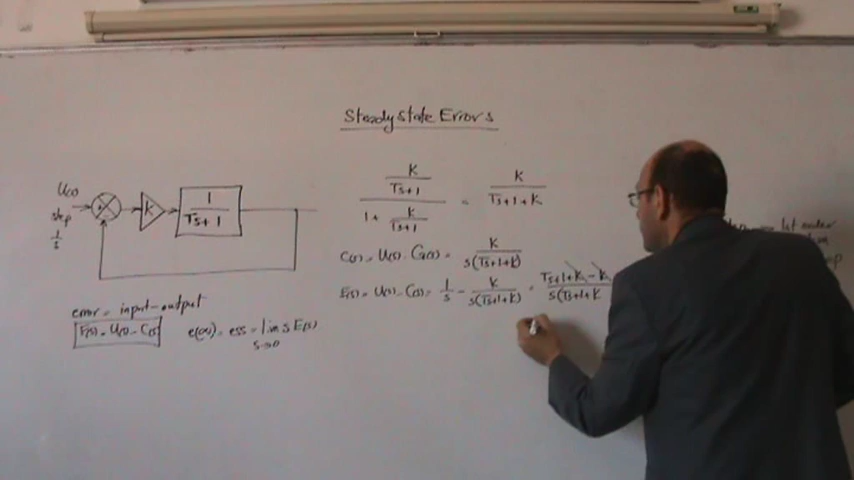 Steady state Errors
U(s)
step
1/s
K
1/(Ts+1)
(K/(Ts+1))/(1+K/(Ts+1)) = K/(Ts+1+K)
C(s) = U(s) . G(s) = K/(s(Ts+1+K))
E(s) = U(s) - C(s) = 1/s - K/(s(Ts+1+K)) = (Ts+1+K-K)/(s(Ts+1+K
error = input - output
E(s) = U(s) - C(s)
e(∞) = ess = lim s E(s)
s→0
1st order